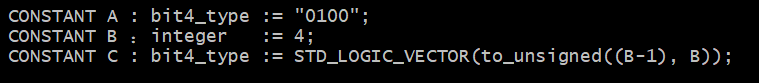 CONSTANT A : bit4_type := "0100";
CONSTANT B : integer   := 4;
CONSTANT C : bit4_type := STD_LOGIC_VECTOR(to_unsigned((B-1), B));